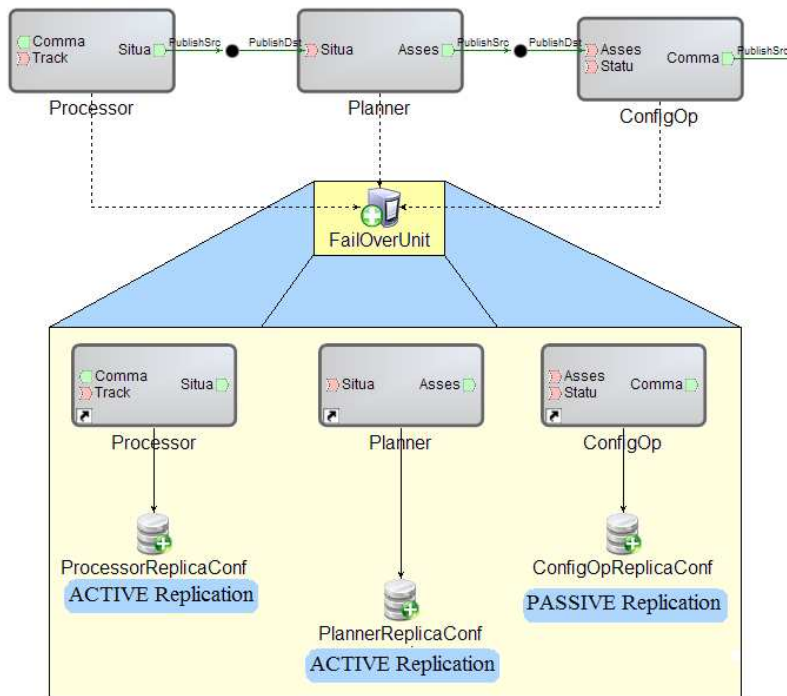 Comma
Track
Situa
PublishSrc
PublishDst
Situa
Asses
PublishSrc
PublishDst
Asses
Statu
Comma
PublishSrc
Processor
Planner
ConfigOp
FailOverUnit
Comma
Track
Situa
Situa
Asses
Asses
Statu
Comma
Processor
Planner
ConfigOp
ProcessorReplicaConf
ACTIVE Replication
ConfigOpReplicaConf
PASSIVE Replication
PlannerReplicaConf
ACTIVE Replication